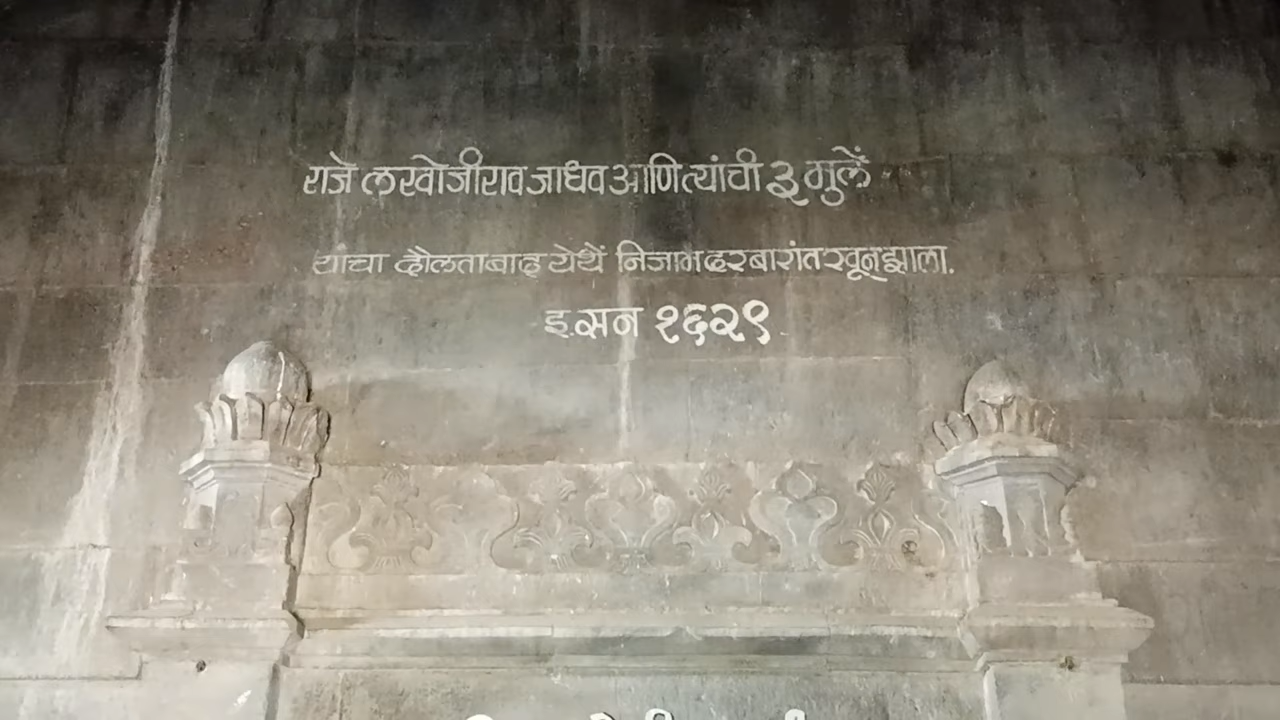 राजे लखोजीराव जाधव आणि त्यांची ३ मुलें
यांचा दौलताबाद येथें निजाम दरबारांत खून झाला.
इ.सन १६२९